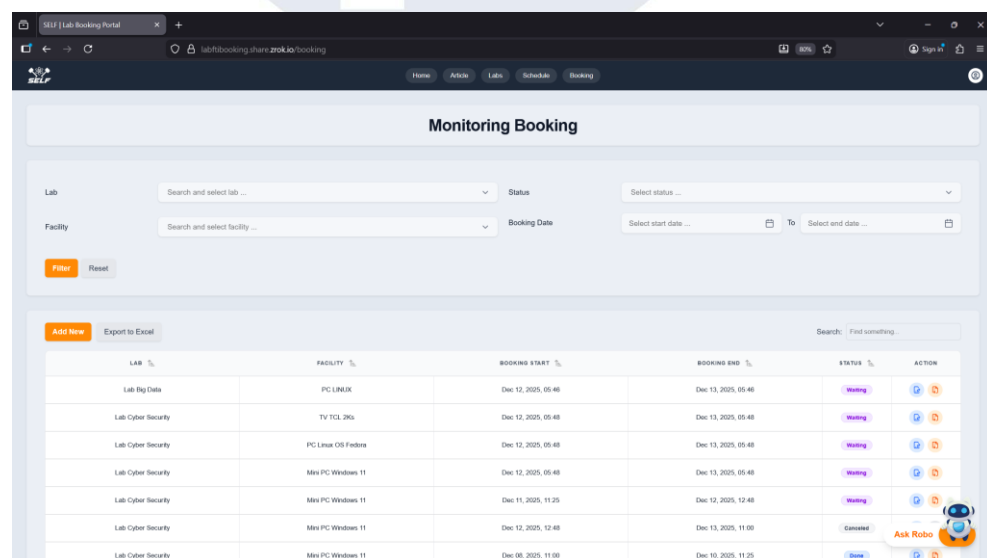 SELF | Lab Booking Portal
labftibooking.share.zrok.io/booking
80%
Sign in
SELF
Home Article Labs Schedule Booking
Monitoring Booking
Lab Search and select lab ... Status Select status ...
Facility Search and select facility ... Booking Date Select start date ... To Select end date ...
Filter Reset
Add New Export to Excel Search: Find something...
LAB FACILITY BOOKING START BOOKING END STATUS ACTION
Lab Big Data PC LINUX Dec 12, 2025, 05:46 Dec 13, 2025, 05:46 Waiting
Lab Cyber Security TV TCL 2Ks Dec 12, 2025, 05:48 Dec 13, 2025, 05:48 Waiting
Lab Cyber Security PC Linux OS Fedora Dec 12, 2025, 05:48 Dec 13, 2025, 05:48 Waiting
Lab Cyber Security Mini PC Windows 11 Dec 12, 2025, 05:48 Dec 13, 2025, 05:48 Waiting
Lab Cyber Security Mini PC Windows 11 Dec 11, 2025, 11:25 Dec 12, 2025, 12:48 Waiting
Lab Cyber Security Mini PC Windows 11 Dec 12, 2025, 12:48 Dec 13, 2025, 11:00 Canceled
Ask Robo
Lab Cyber Security Mini PC Windows 11 Dec 08, 2025, 11:00 Dec 10, 2025, 11:25 Done